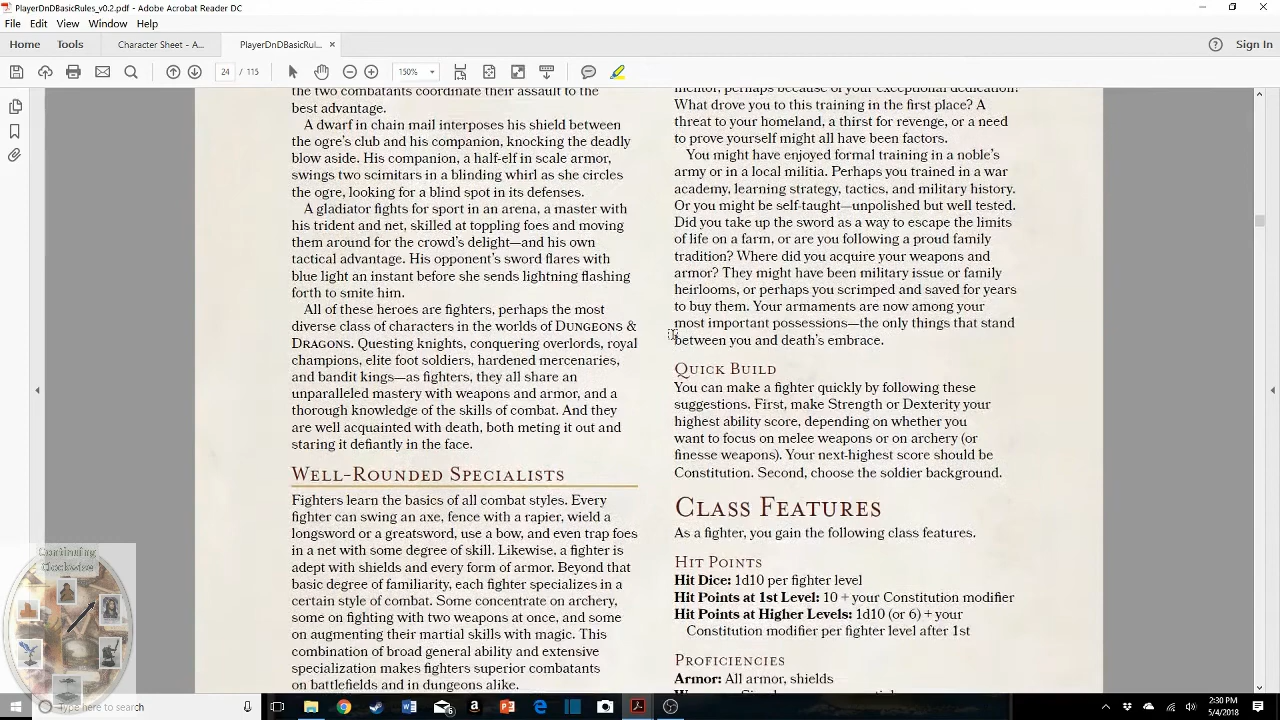 PlayerDnDBasicRules_v0.2.pdf - Adobe Acrobat Reader DC
File Edit View Window Help
Home Tools Character Sheet - A... PlayerDnDBasicRul... × Sign In
24 / 115 150%
the two combatants coordinate their assault to the
best advantage.
A dwarf in chain mail interposes his shield between
the ogre's club and his companion, knocking the deadly
blow aside. His companion, a half-elf in scale armor,
swings two scimitars in a blinding whirl as she circles
the ogre, looking for a blind spot in its defenses.
A gladiator fights for sport in an arena, a master with
his trident and net, skilled at toppling foes and moving
them around for the crowd's delight—and his own
tactical advantage. His opponent's sword flares with
blue light an instant before she sends lightning flashing
forth to smite him.
All of these heroes are fighters, perhaps the most
diverse class of characters in the worlds of DUNGEONS &
DRAGONS. Questing knights, conquering overlords, royal
champions, elite foot soldiers, hardened mercenaries,
and bandit kings—as fighters, they all share an
unparalleled mastery with weapons and armor, and a
thorough knowledge of the skills of combat. And they
are well acquainted with death, both meting it out and
staring it defiantly in the face.
WELL-ROUNDED SPECIALISTS
Fighters learn the basics of all combat styles. Every
fighter can swing an axe, fence with a rapier, wield a
longsword or a greatsword, use a bow, and even trap foes
in a net with some degree of skill. Likewise, a fighter is
adept with shields and every form of armor. Beyond that
basic degree of familiarity, each fighter specializes in a
certain style of combat. Some concentrate on archery,
some on fighting with two weapons at once, and some
on augmenting their martial skills with magic. This
combination of broad general ability and extensive
specialization makes fighters superior combatants
on battlefields and in dungeons alike.
mentor, perhaps because of your exceptional dedication.
What drove you to this training in the first place? A
threat to your homeland, a thirst for revenge, or a need
to prove yourself might all have been factors.
You might have enjoyed formal training in a noble's
army or in a local militia. Perhaps you trained in a war
academy, learning strategy, tactics, and military history.
Or you might be self-taught—unpolished but well tested.
Did you take up the sword as a way to escape the limits
of life on a farm, or are you following a proud family
tradition? Where did you acquire your weapons and
armor? They might have been military issue or family
heirlooms, or perhaps you scrimped and saved for years
to buy them. Your armaments are now among your
most important possessions—the only things that stand
between you and death's embrace.
QUICK BUILD
You can make a fighter quickly by following these
suggestions. First, make Strength or Dexterity your
highest ability score, depending on whether you
want to focus on melee weapons or on archery (or
finesse weapons). Your next-highest score should be
Constitution. Second, choose the soldier background.
CLASS FEATURES
As a fighter, you gain the following class features.
HIT POINTS
Hit Dice: 1d10 per fighter level
Hit Points at 1st Level: 10 + your Constitution modifier
Hit Points at Higher Levels: 1d10 (or 6) + your
Constitution modifier per fighter level after 1st
PROFICIENCIES
Armor: All armor, shields
Continuing
Clockwise
Type here to search
2:30 PM
5/4/2018